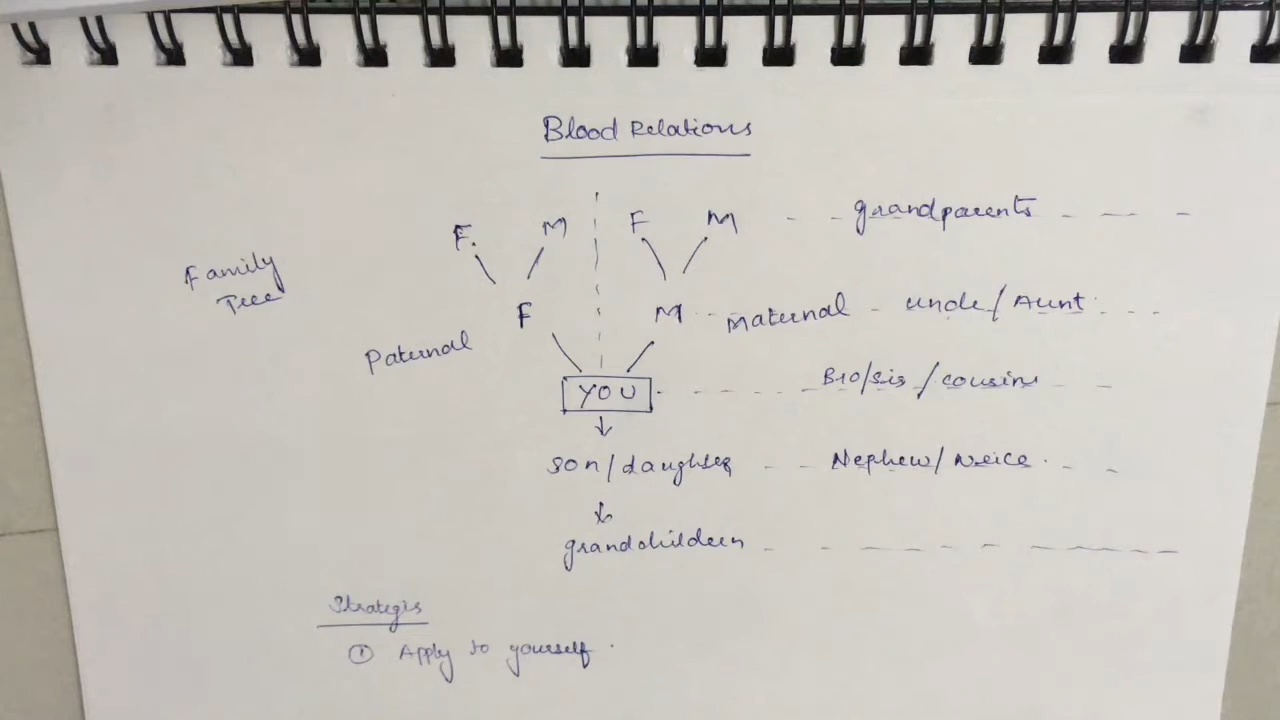 Blood Relations
F. M F M - - grandparents - - -
Family
Tree
F M - - Maternal - uncle/Aunt - - -
Paternal
YOU - - - - - Bro/sis/cousins - -
son/daughter - - Nephew/Neice - -
grandchildren - - - - - - -
Strategis
① Apply to yourself.